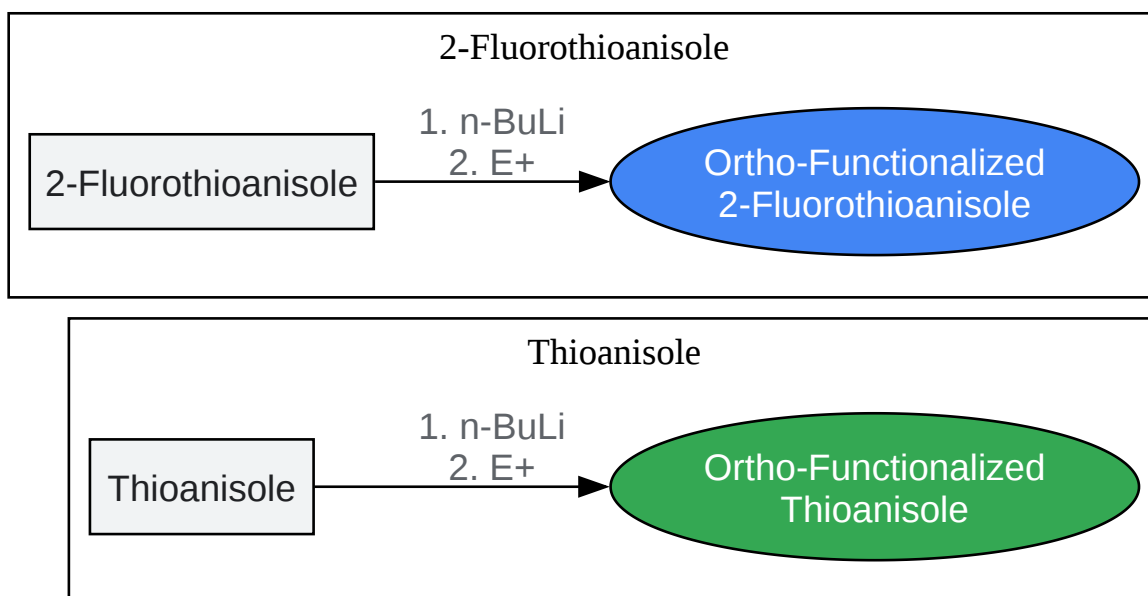 2-Fluorothioanisole
1. n-BuLi
2. E+
2-Fluorothioanisole
Ortho-Functionalized
2-Fluorothioanisole
Thioanisole
1. n-BuLi
2. E+
Thioanisole
Ortho-Functionalized
Thioanisole